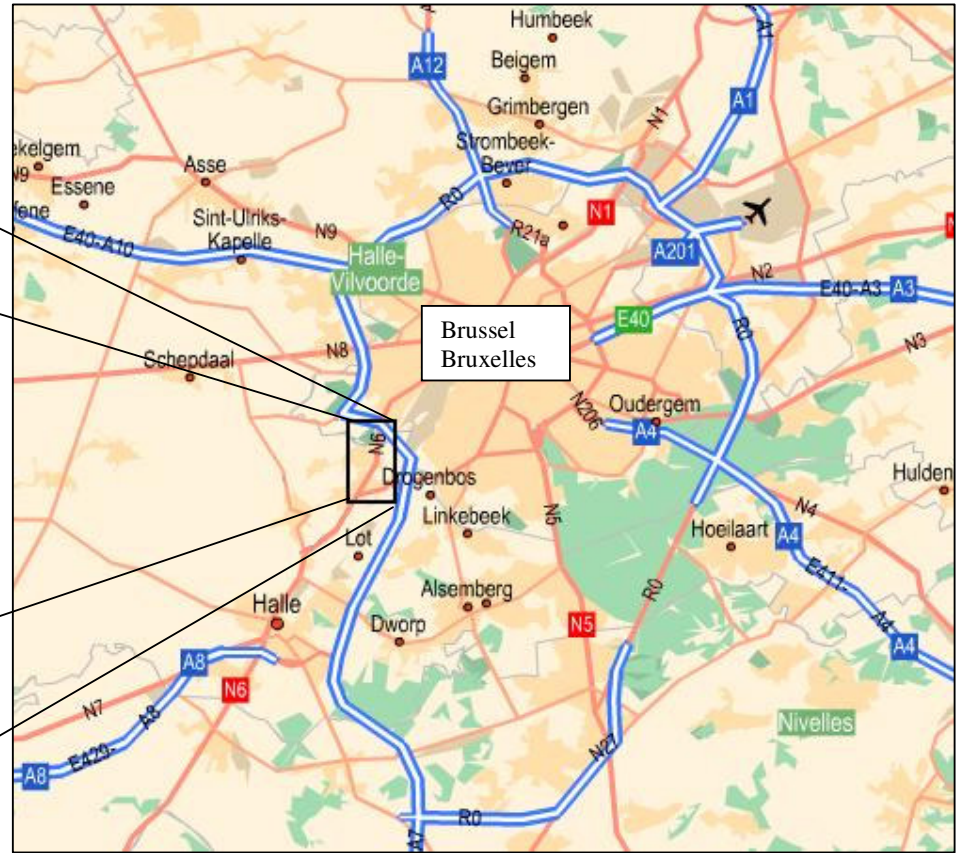 Humbeek
A12
Beigem
A1
Grimbergen
A1
N1
ekelgem
N9
Asse
Strombeek-
Bever
Essene
R0
N1
fene
Sint-Ulriks-
Kapelle
N9
R21a
E40-A10
Halle-
Vilvoorde
A201
N2
E40-A3
A3
E40
Brussel
Bruxelles
R0
N8
N3
Schepdaal
N206
Oudergem
A4
N6
Drogenbos
Hulden
Linkebeek
N5
N4
Hoeilaart
A4
Lot
E411-
Alsemberg
R0
A4
Halle
Dworp
N5
A4
A8
N6
N7
A8
Nivelles
E429-
N27
A8
R0
A7